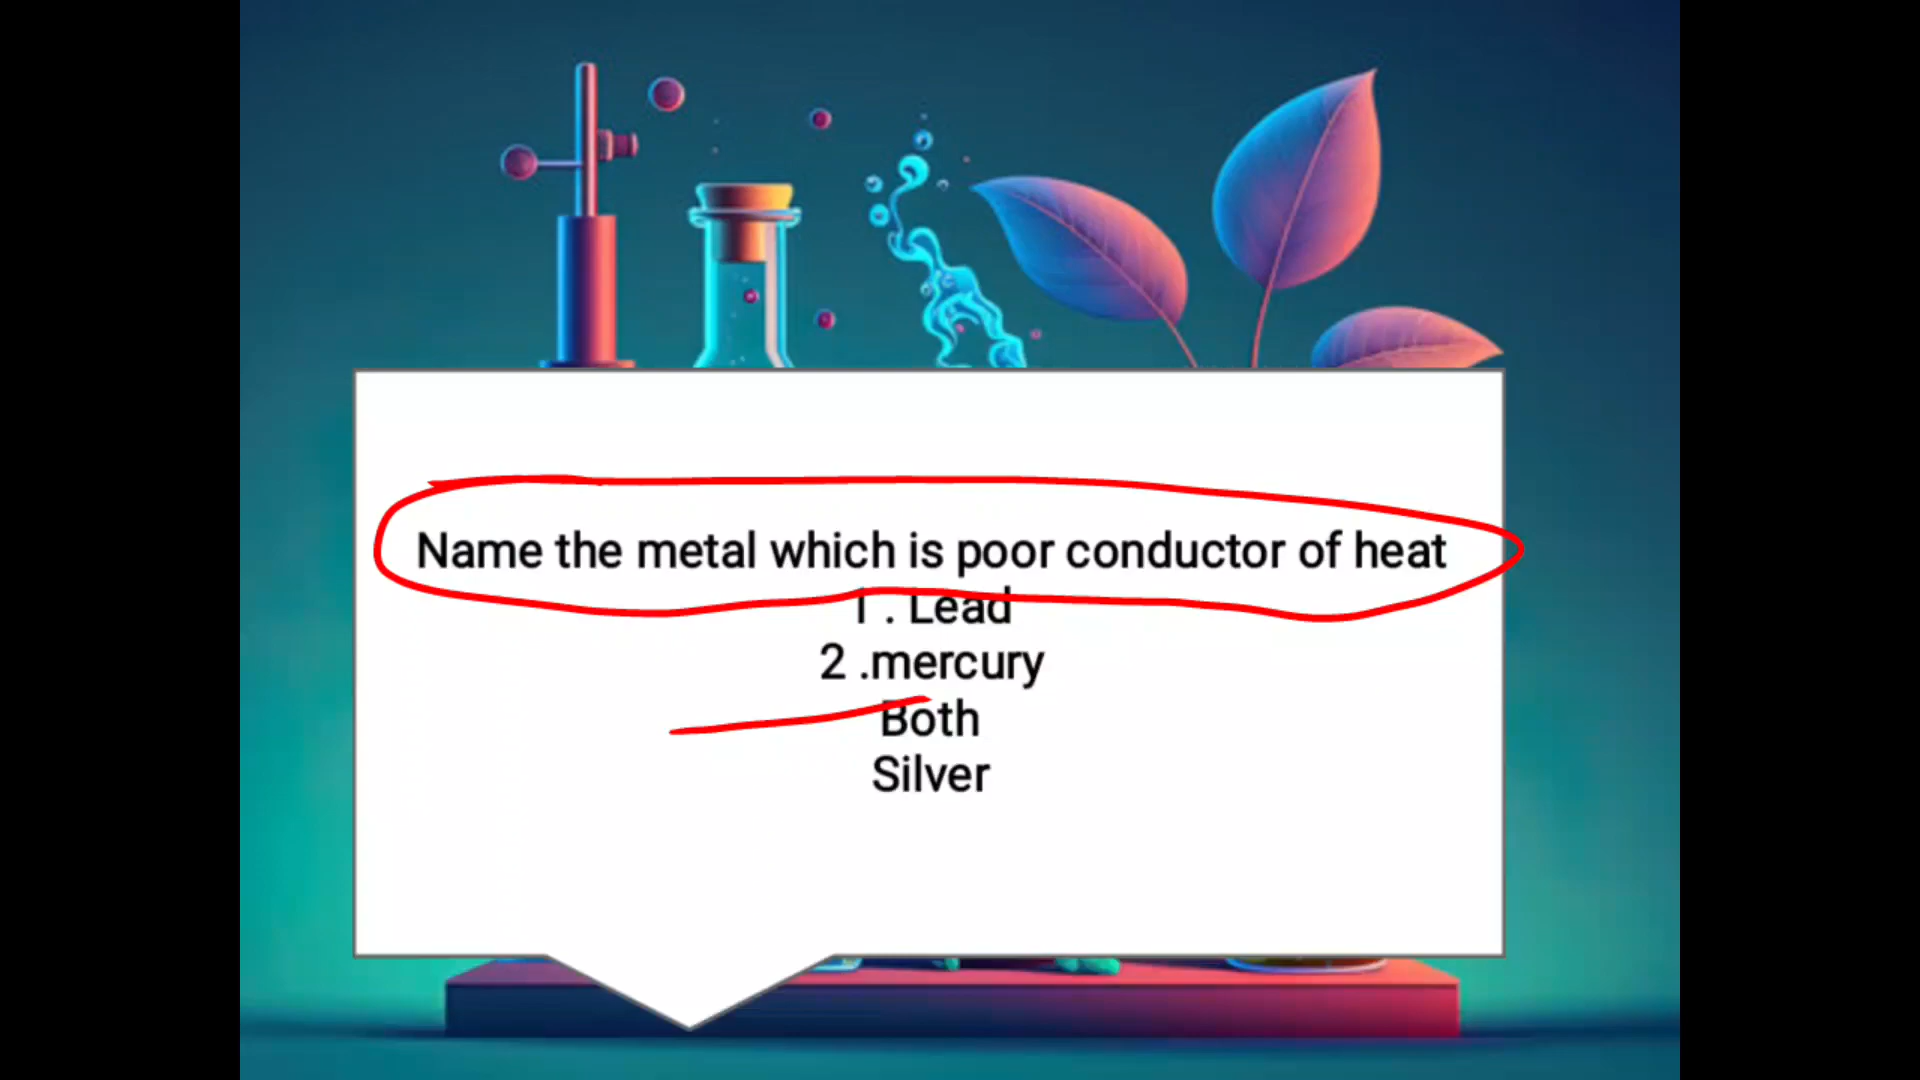 Name the metal which is poor conductor of heat
1 . Lead
2 .mercury
Both
Silver